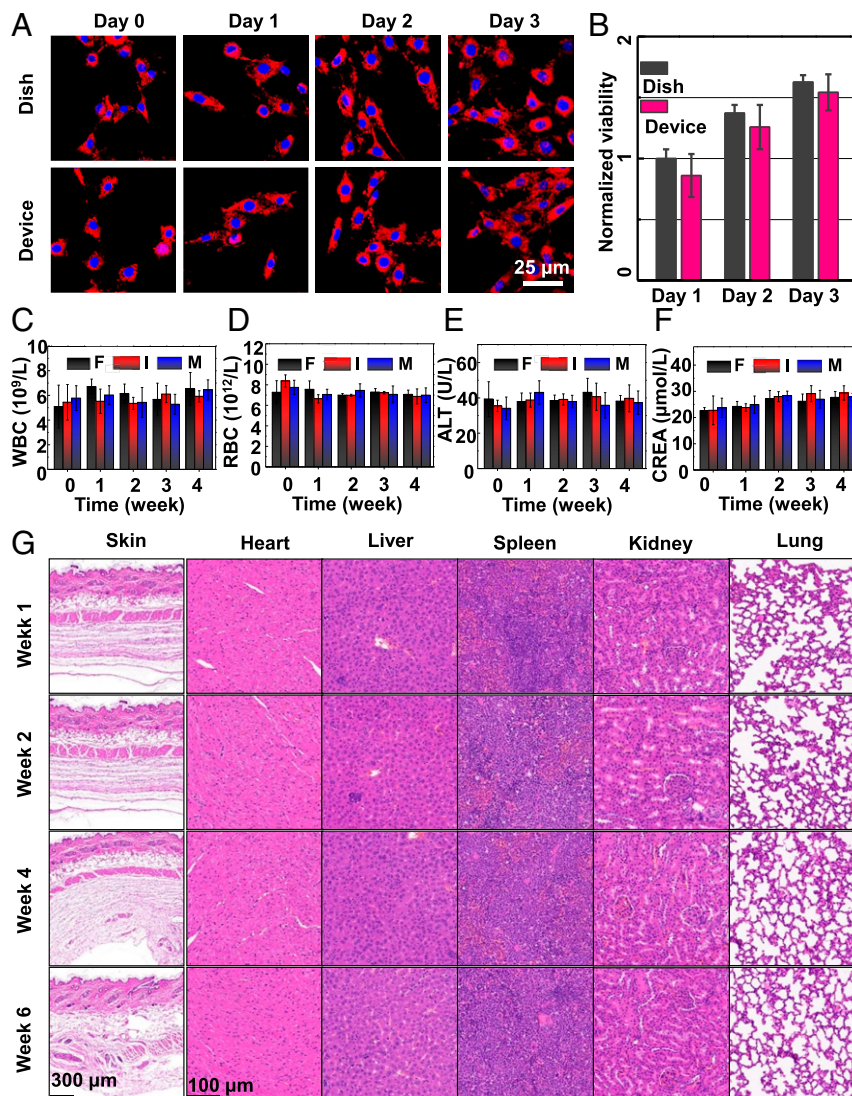 A
Day 0
Day 1
Day 2
Day 3
Dish
Device
25 µm
B
Normalized viability
2
1
0
Dish
Device
Day 1
Day 2
Day 3
C
WBC (10⁹/L)
10
8
6
4
2
0
F I M
0 1 2 3 4
Time (week)
D
RBC (10¹²/L)
12
10
8
6
4
2
0
F I M
0 1 2 3 4
Time (week)
E
ALT (U/L)
60
40
20
0
F I M
0 1 2 3 4
Time (week)
F
CREA (µmol/L)
40
30
20
10
0
F I M
0 1 2 3 4
Time (week)
G
Skin
Heart
Liver
Spleen
Kidney
Lung
Wekk 1
Week 2
Week 4
Week 6
300 µm
100 µm